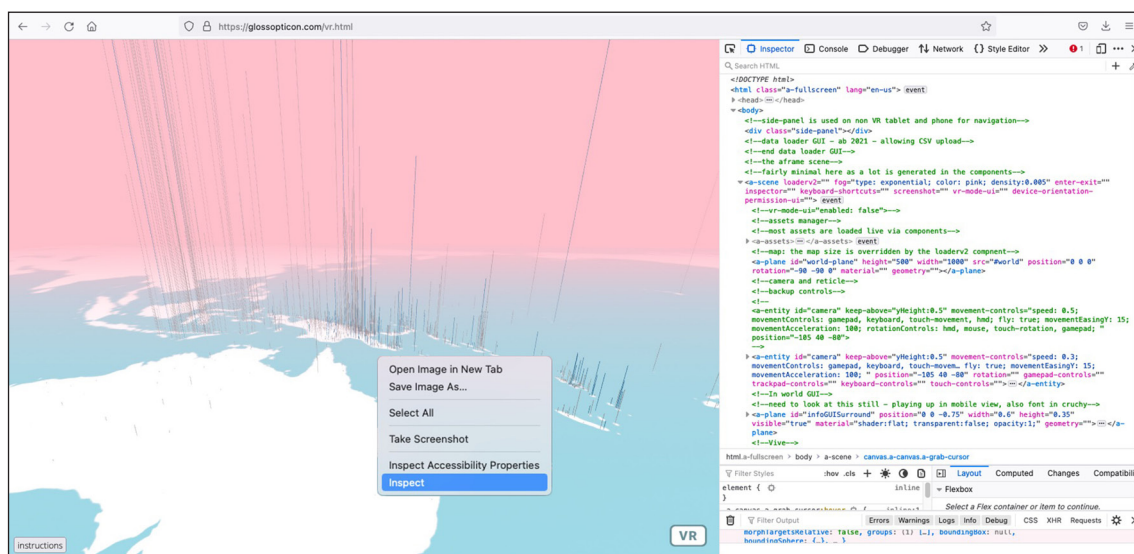 https://glossopticon.com/vr.html
Inspector Console Debugger Network {} Style Editor 1
Search HTML
<!DOCTYPE html>
<html class="a-fullscreen" lang="en-us"> event
<head> </head>
<body>
<!--side-panel is used on non VR tablet and phone for navigation-->
<div class="side-panel"></div>
<!--data loader GUI - ab 2021 - allowing CSV upload-->
<!--end data loader GUI-->
<!--the aframe scene-->
<!--fairly minimal here as a lot is generated in the components-->
<a-scene loaderv2="" fog="type: exponential; color: pink; density:0.005" enter-exit=""
inspector="" keyboard-shortcuts="" screenshot="" vr-mode-ui="" device-orientation-
permission-ui=""> event
<!--vr-mode-ui="enabled: false">-->
<!--assets manager-->
<!--most assets are loaded live via components-->
<a-assets> </a-assets> event
<!--map: the map size is overridden by the loaderv2 compnent-->
<a-plane id="world-plane" height="500" width="1000" src="#world" position="0 0 0"
rotation="-90 -90 0" material="" geometry=""></a-plane>
<!--camera and reticle-->
<!--backup controls-->
<!--
<a-entity id="camera" keep-above="yHeight:0.5" movement-controls="speed: 0.5;
movementControls: gamepad, keyboard, touch-movement, hmd; fly: true; movementEasingY: 15;
movementAcceleration: 100; rotationControls: hmd, mouse, touch-rotation, gamepad; "
position="-105 40 -80">
-->
<a-entity id="camera" keep-above="yHeight:0.5" movement-controls="speed: 0.3;
movementControls: gamepad, keyboard, touch-movem… fly: true; movementEasingY: 15;
movementAcceleration: 100; " position="-105 40 -80" rotation="" gamepad-controls=""
trackpad-controls="" keyboard-controls="" touch-controls=""> </a-entity>
<!--In world GUI-->
<!--need to look at this still - playing up in mobile view, also font in cruchy-->
<a-plane id="infoGUISurround" position="0 0 -0.75" width="0.6" height="0.35"
visible="true" material="shader:flat; transparent:false; opacity:1;" geometry=""> </a-
plane>
<!--Vive-->
html.a-fullscreen > body > a-scene > canvas.a-canvas.a-grab-cursor
Filter Styles :hov .cls + Layout Computed Changes Compatibili
element { inline
}
Flexbox
Select a Flex container or item to continue.
Filter Output Errors Warnings Logs Info Debug CSS XHR Requests
morphTargetsRelative: false, groups: (1) […], boundingBox: null,
boundingSphere: {…}, … }
Open Image in New Tab
Save Image As...
Select All
Take Screenshot
Inspect Accessibility Properties
Inspect
VR
instructions